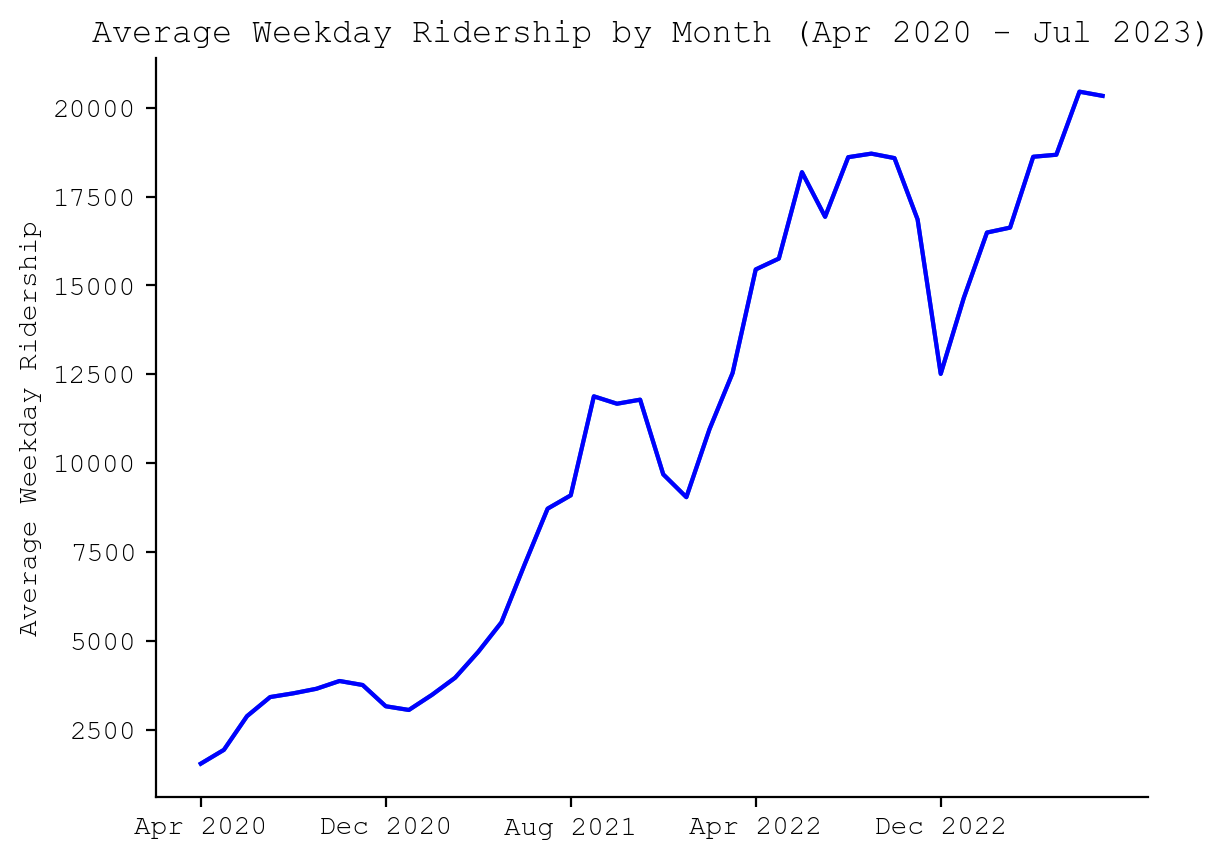 Average Weekday Ridership by Month (Apr 2020 - Jul 2023)
Average Weekday Ridership
20000
17500
15000
12500
10000
7500
5000
2500
Apr 2020
Dec 2020
Aug 2021
Apr 2022
Dec 2022